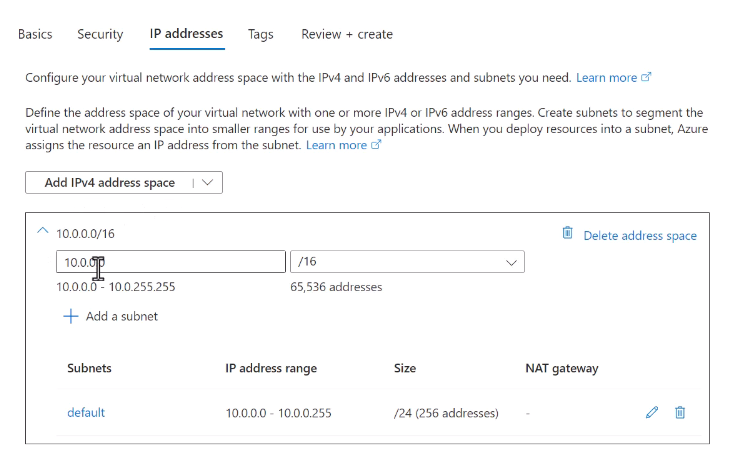 Basics Security IP addresses Tags Review + create
Configure your virtual network address space with the IPv4 and IPv6 addresses and subnets you need. Learn more
Define the address space of your virtual network with one or more IPv4 or IPv6 address ranges. Create subnets to segment the
virtual network address space into smaller ranges for use by your applications. When you deploy resources into a subnet, Azure
assigns the resource an IP address from the subnet. Learn more
Add IPv4 address space
10.0.0.0/16 Delete address space
10.0.0.0 /16
10.0.0.0 - 10.0.255.255 65,536 addresses
Add a subnet
Subnets IP address range Size NAT gateway
default 10.0.0.0 - 10.0.0.255 /24 (256 addresses) -